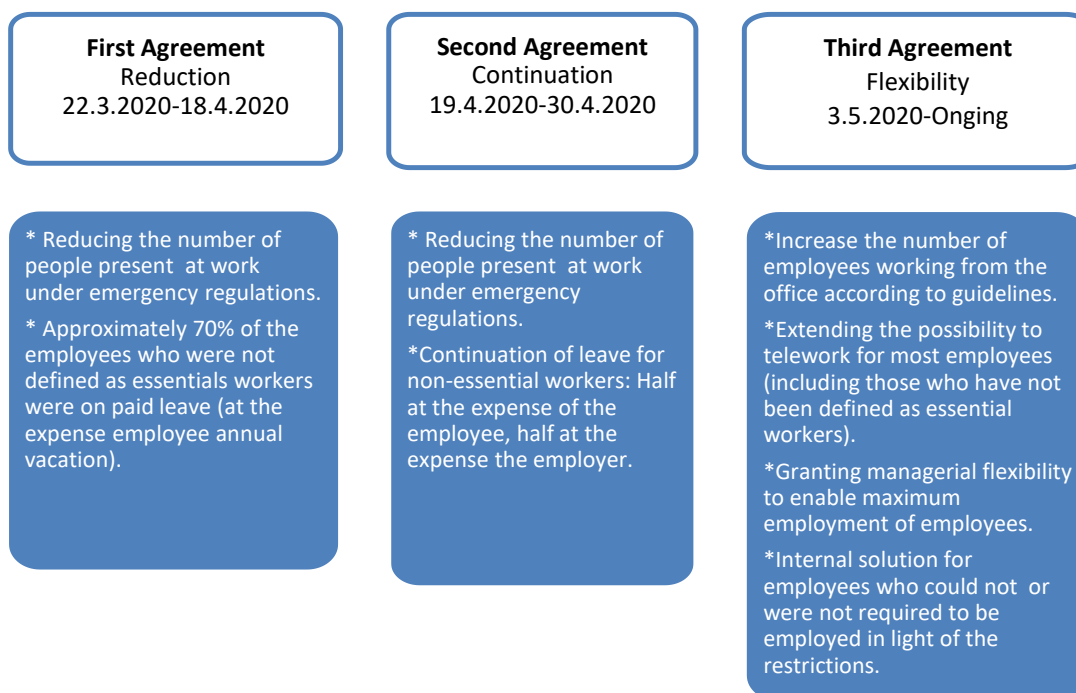 First Agreement
Reduction
22.3.2020-18.4.2020
Second Agreement
Continuation
19.4.2020-30.4.2020
Third Agreement
Flexibility
3.5.2020-Onging
* Reducing the number of
people present at work
under emergency regulations.
* Approximately 70% of the
employees who were not
defined as essentials workers
were on paid leave (at the
expense employee annual
vacation).
* Reducing the number of
people present at work
under emergency
regulations.
*Continuation of leave for
non-essential workers: Half
at the expense of the
employee, half at the
expense the employer.
*Increase the number of
employees working from the
office according to guidelines.
*Extending the possibility to
telework for most employees
(including those who have not
been defined as essential
workers).
*Granting managerial flexibility
to enable maximum
employment of employees.
*Internal solution for
employees who could not or
were not required to be
employed in light of the
restrictions.